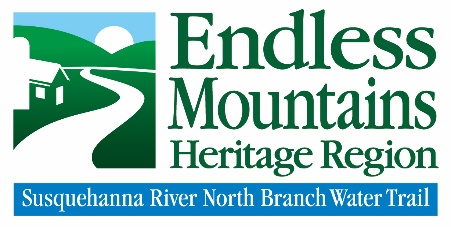 Endless
Mountains
Heritage Region
Susquehanna River North Branch Water Trail